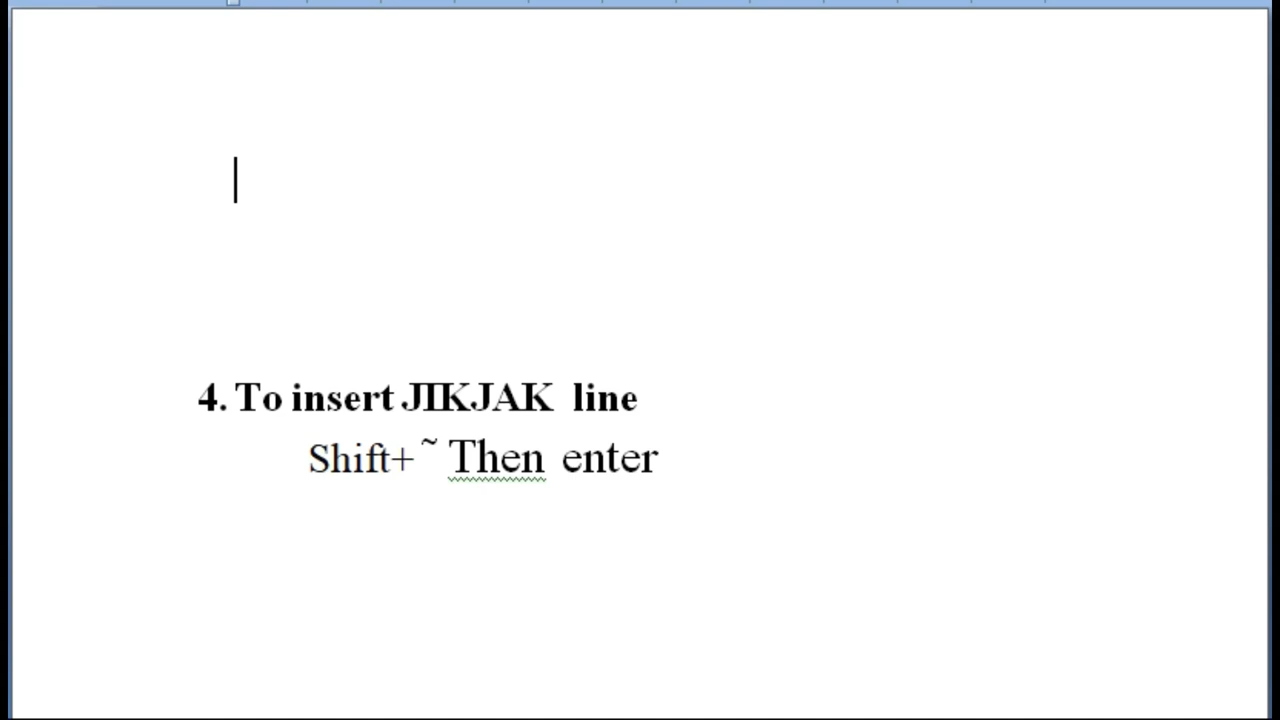 4. To insert JIKJAK line
Shift+ ~ Then enter